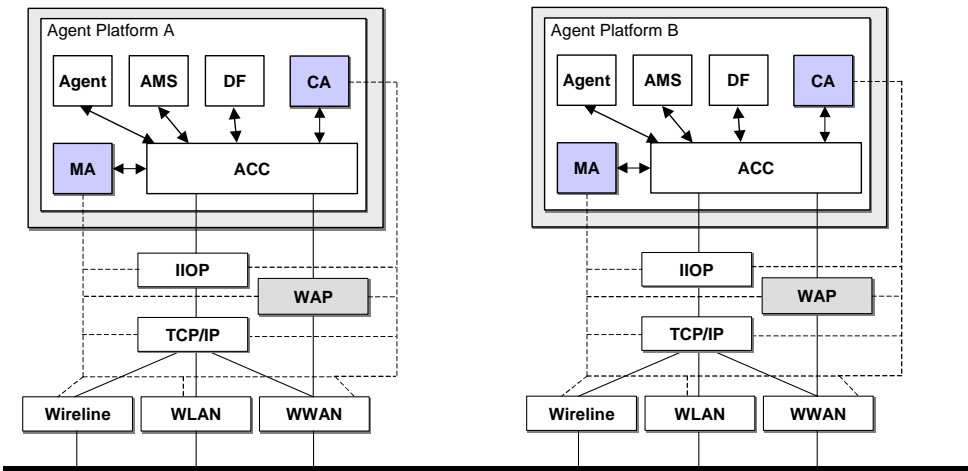 Agent Platform A
Agent
AMS
DF
CA
MA
ACC
IIOP
WAP
TCP/IP
Wireline
WLAN
WWAN
Agent Platform B
Agent
AMS
DF
CA
MA
ACC
IIOP
WAP
TCP/IP
Wireline
WLAN
WWAN